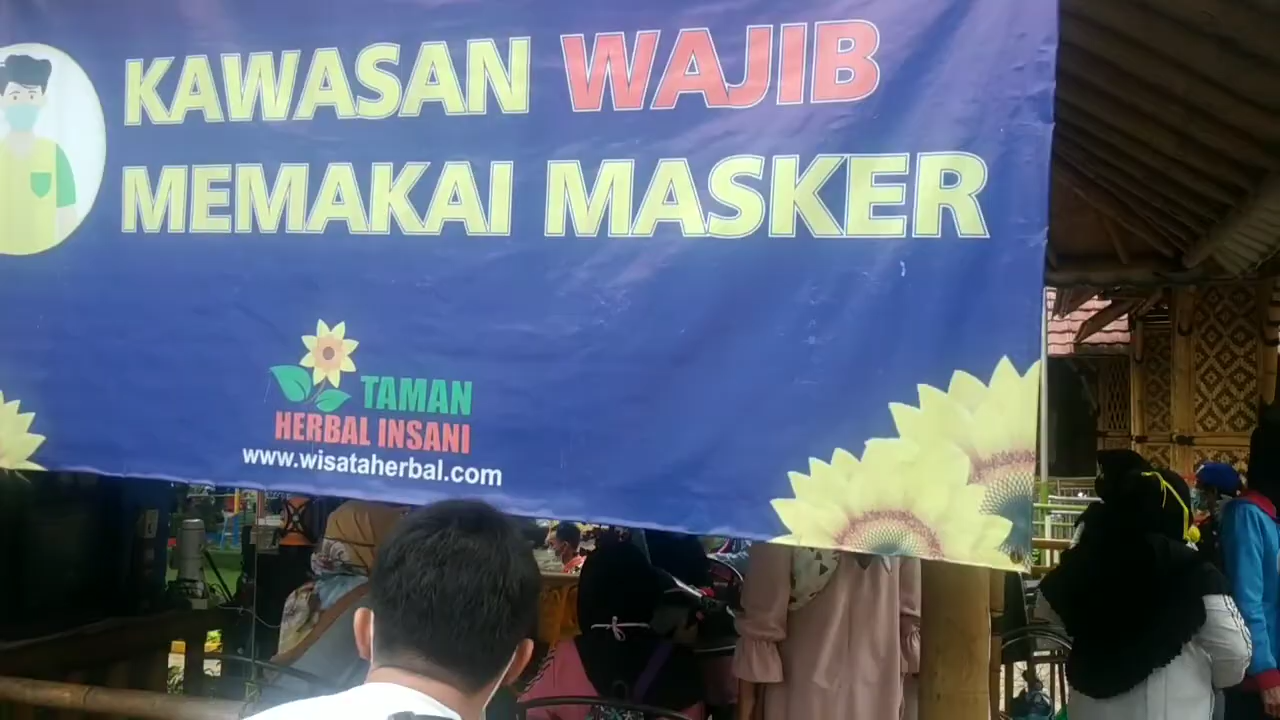 KAWASAN WAJIB
MEMAKAI MASKER
TAMAN
HERBAL INSANI
www.wisataherbal.com